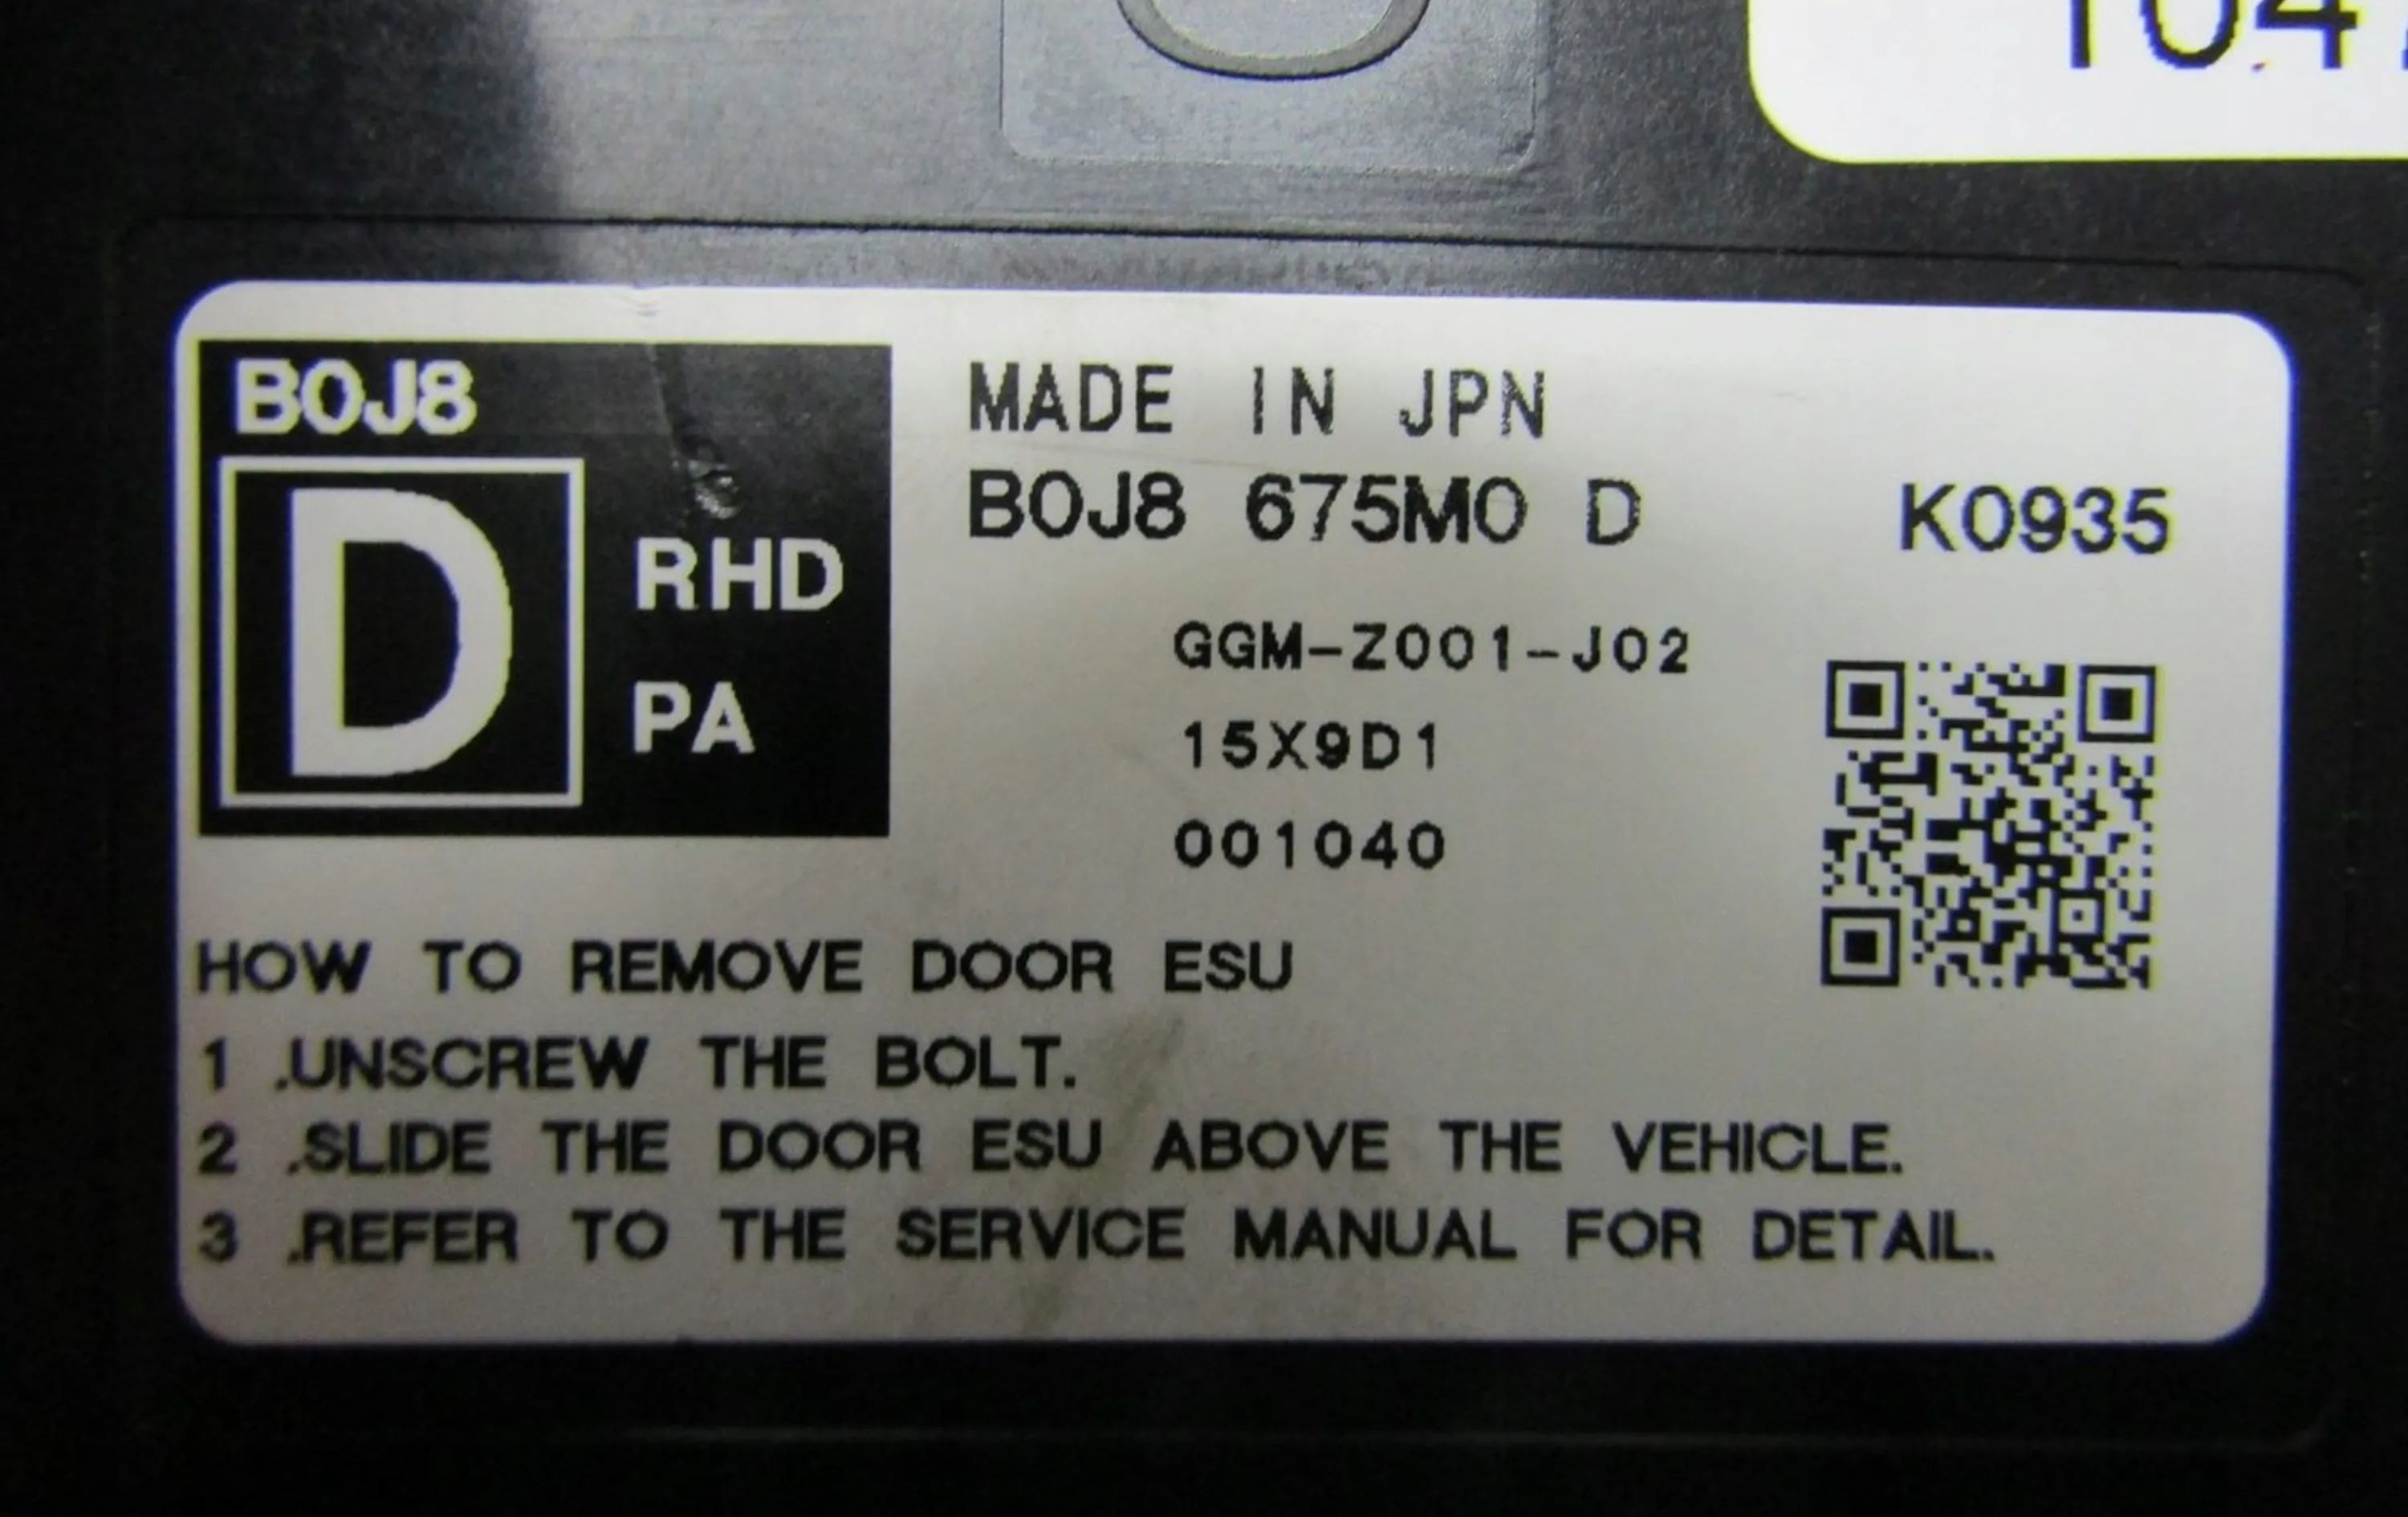 104
B0J8
D
RHD
PA
MADE IN JPN
B0J8 675M0 D K0935
GGM-Z001-J02
15X9D1
001040
HOW TO REMOVE DOOR ESU
1 .UNSCREW THE BOLT.
2 .SLIDE THE DOOR ESU ABOVE THE VEHICLE.
3 .REFER TO THE SERVICE MANUAL FOR DETAIL.